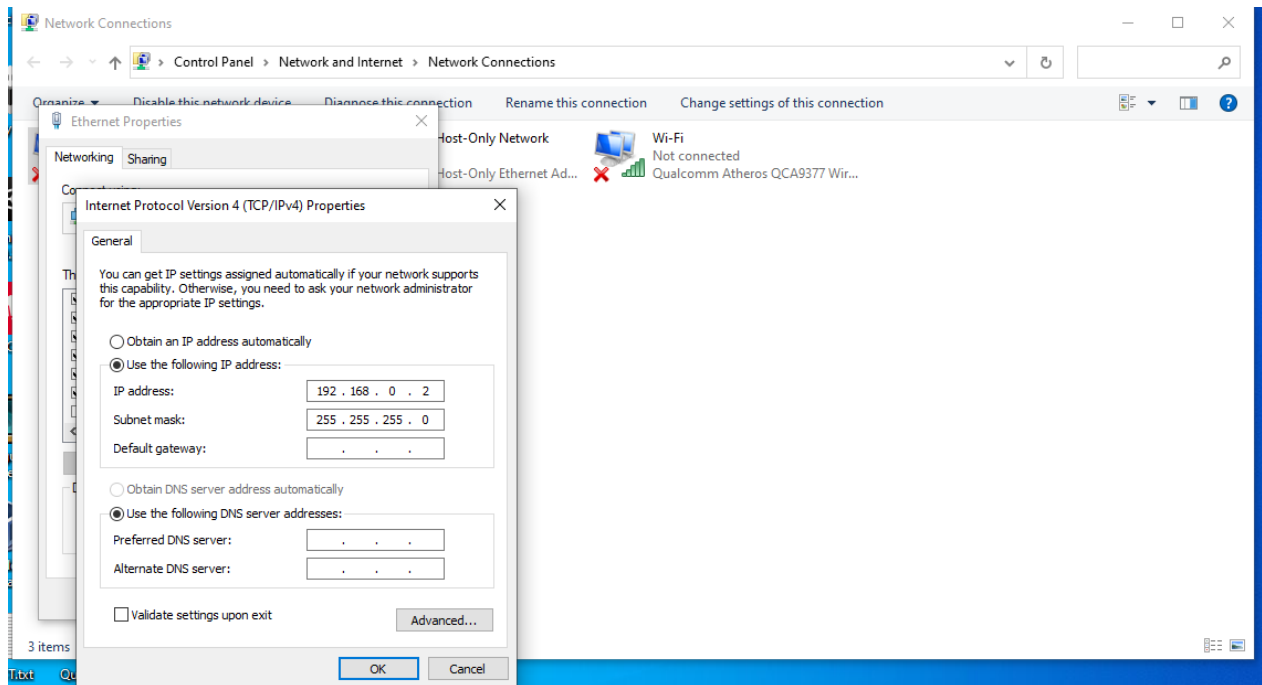 Network Connections
Control Panel > Network and Internet > Network Connections
Organize Disable this network device Diagnose this connection Rename this connection Change settings of this connection
Ethernet Properties
Host-Only Network
Host-Only Ethernet Ad...
Wi-Fi
Not connected
Qualcomm Atheros QCA9377 Wir...
Networking Sharing
Internet Protocol Version 4 (TCP/IPv4) Properties
General
You can get IP settings assigned automatically if your network supports
this capability. Otherwise, you need to ask your network administrator
for the appropriate IP settings.
Obtain an IP address automatically
Use the following IP address:
IP address: 192 . 168 . 0 . 2
Subnet mask: 255 . 255 . 255 . 0
Default gateway: . . .
Obtain DNS server address automatically
Use the following DNS server addresses:
Preferred DNS server: . . .
Alternate DNS server: . . .
Validate settings upon exit
Advanced...
OK Cancel
3 items
T.txt Qu